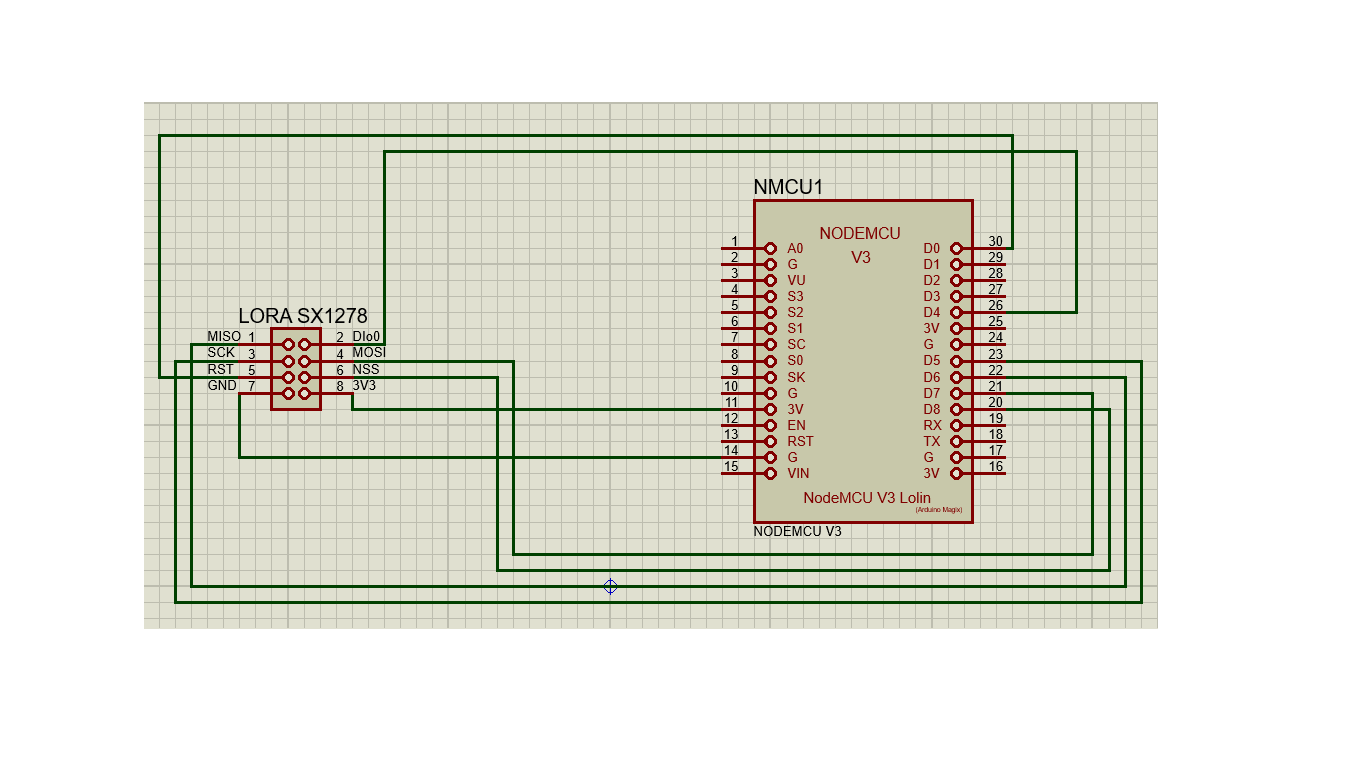 NMCU1
NODEMCU
V3
1 A0 D0 30
2 G D1 29
3 VU D2 28
4 S3 D3 27
5 S2 D4 26
6 S1 3V 25
7 SC G 24
8 S0 D5 23
9 SK D6 22
10 G D7 21
11 3V D8 20
12 EN RX 19
13 RST TX 18
14 G G 17
15 VIN 3V 16
NodeMCU V3 Lolin
(Arduino Magix)
NODEMCU V3
LORA SX1278
MISO 1 2 DIo0
SCK 3 4 MOSI
RST 5 6 NSS
GND 7 8 3V3